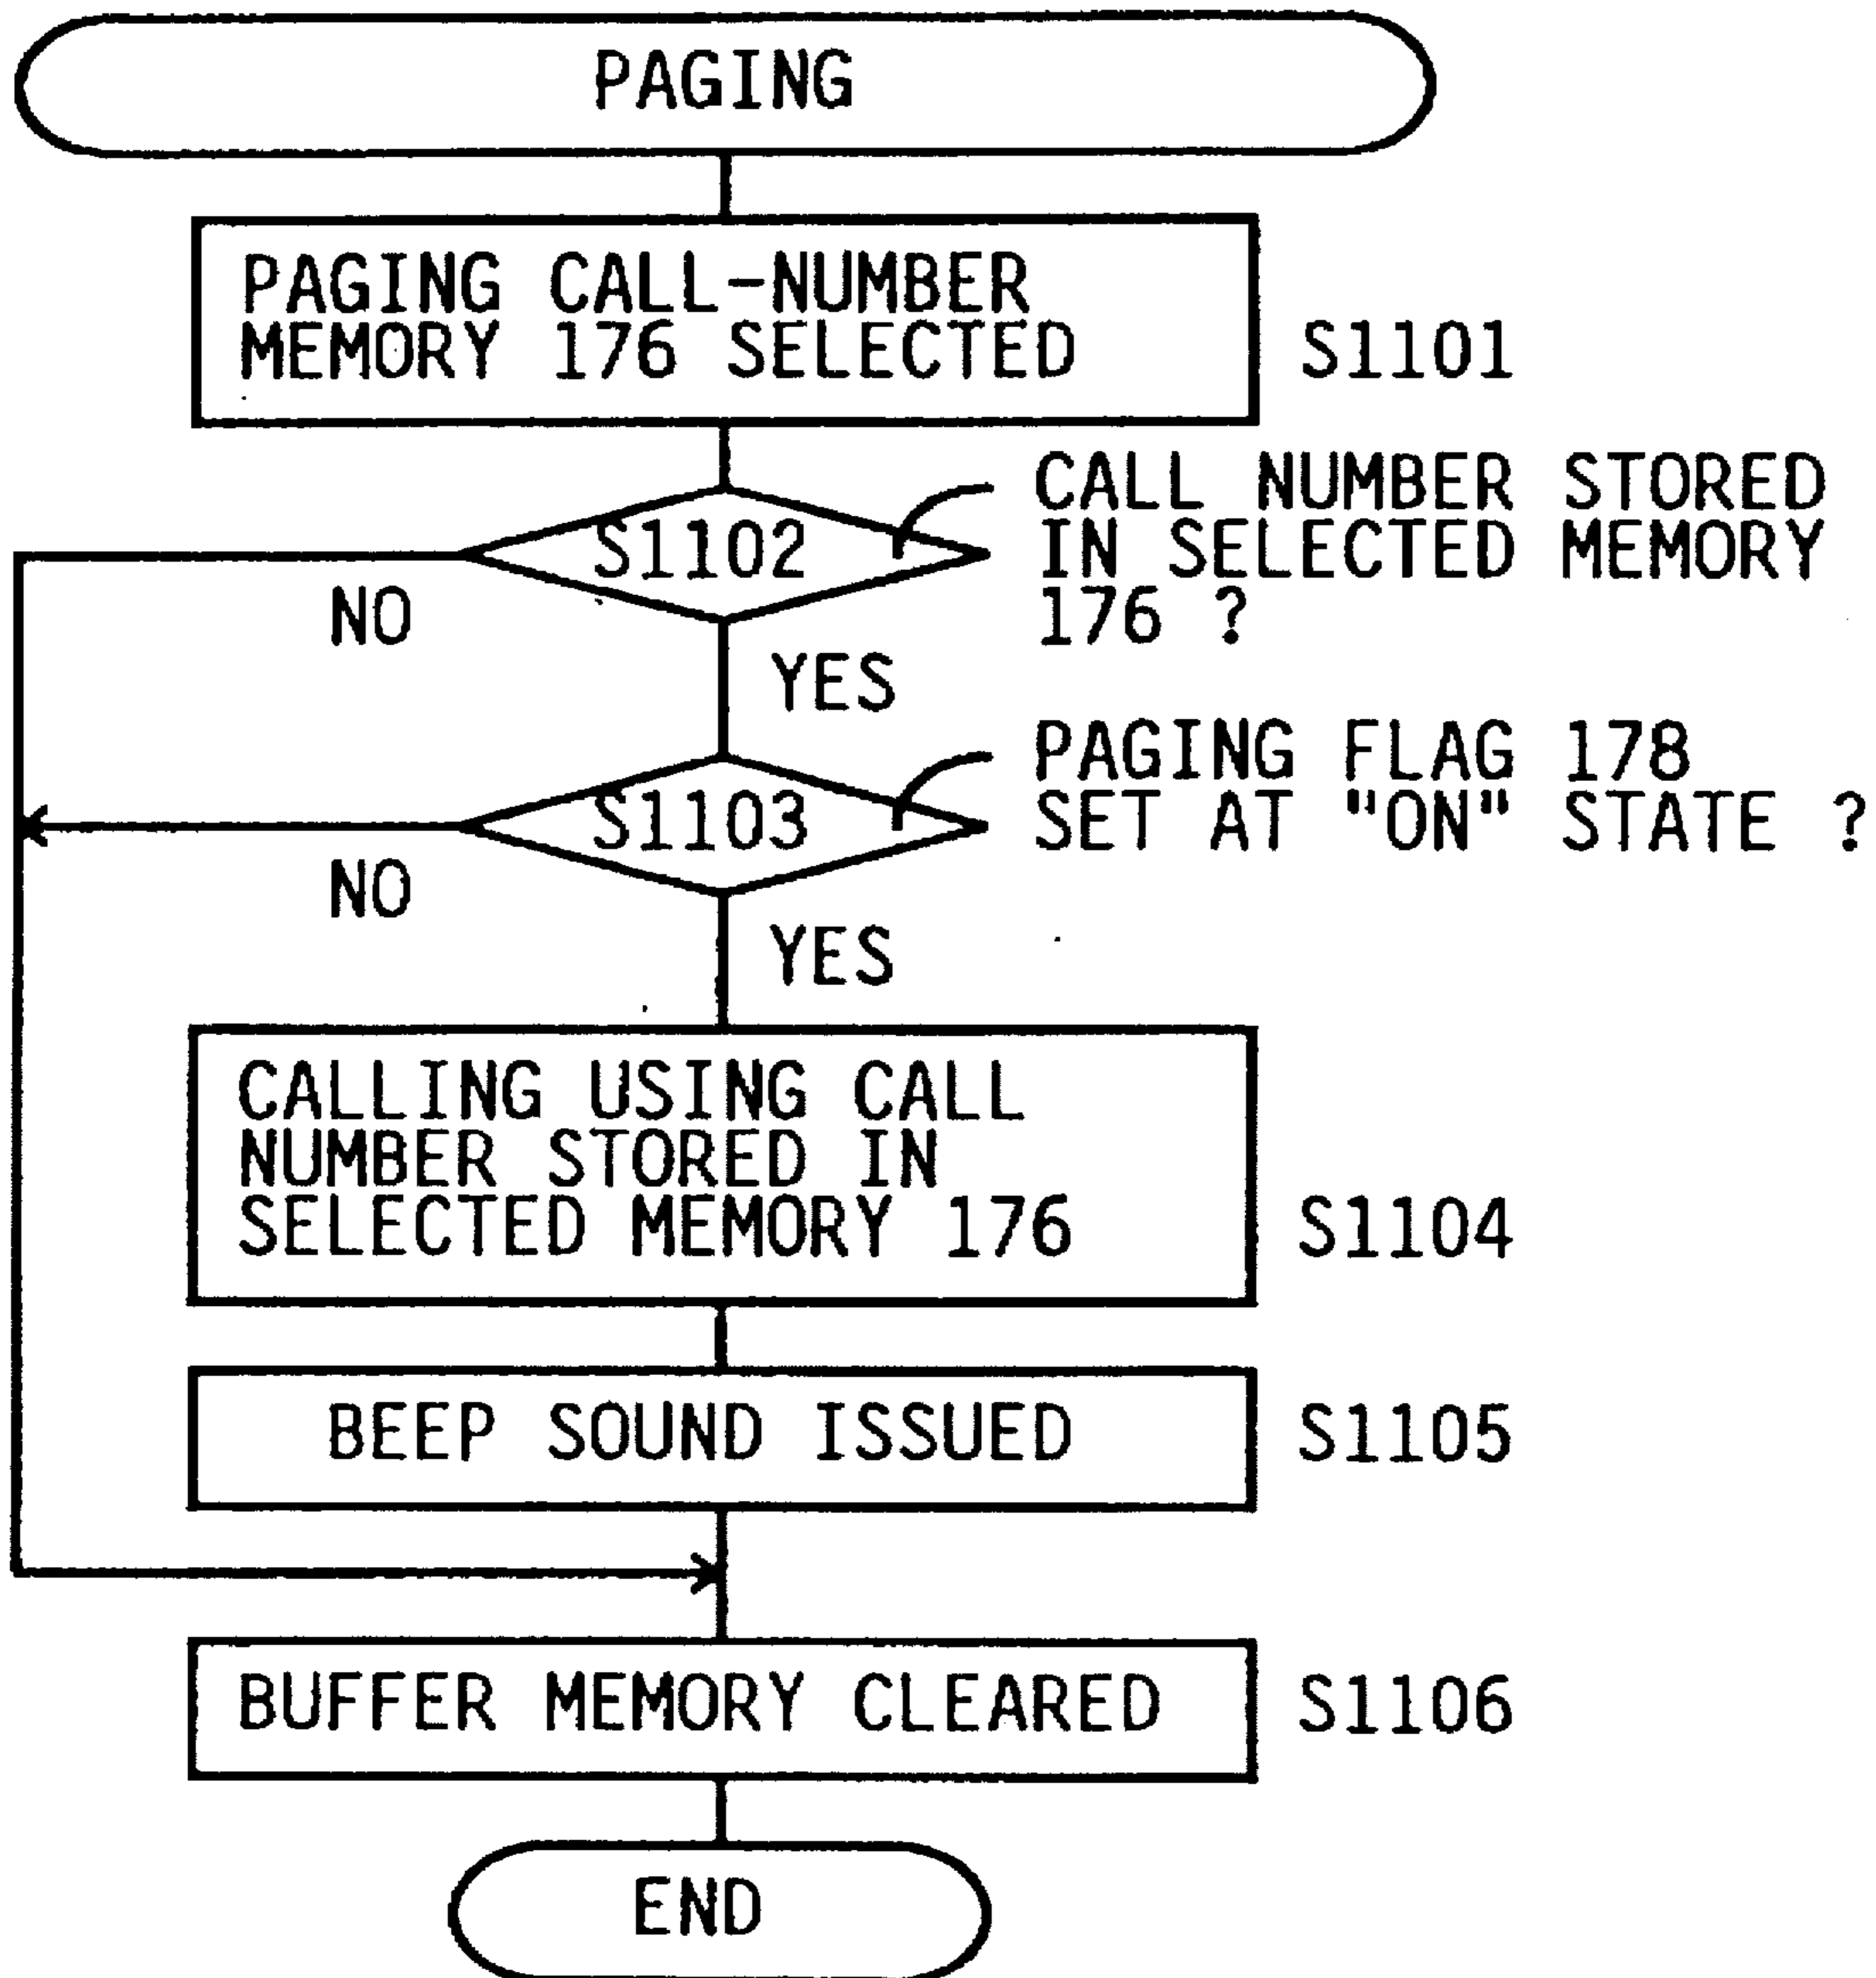 PAGING
PAGING CALL-NUMBER
MEMORY 176 SELECTED
S1101
S1102
CALL NUMBER STORED
IN SELECTED MEMORY
176 ?
NO
YES
S1103
PAGING FLAG 178
SET AT "ON" STATE ?
NO
YES
CALLING USING CALL
NUMBER STORED IN
SELECTED MEMORY 176
S1104
BEEP SOUND ISSUED
S1105
BUFFER MEMORY CLEARED
S1106
END